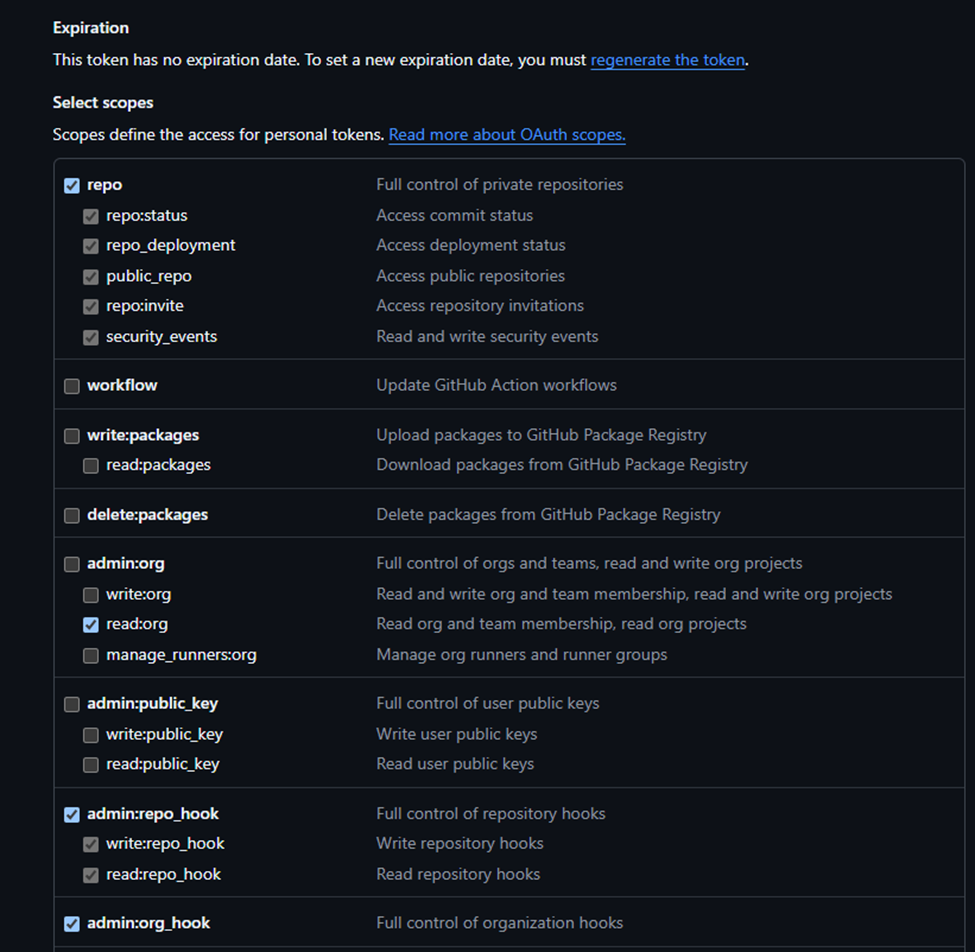 Expiration
This token has no expiration date. To set a new expiration date, you must regenerate the token.
Select scopes
Scopes define the access for personal tokens. Read more about OAuth scopes.
repo Full control of private repositories
repo:status Access commit status
repo_deployment Access deployment status
public_repo Access public repositories
repo:invite Access repository invitations
security_events Read and write security events
workflow Update GitHub Action workflows
write:packages Upload packages to GitHub Package Registry
read:packages Download packages from GitHub Package Registry
delete:packages Delete packages from GitHub Package Registry
admin:org Full control of orgs and teams, read and write org projects
write:org Read and write org and team membership, read and write org projects
read:org Read org and team membership, read org projects
manage_runners:org Manage org runners and runner groups
admin:public_key Full control of user public keys
write:public_key Write user public keys
read:public_key Read user public keys
admin:repo_hook Full control of repository hooks
write:repo_hook Write repository hooks
read:repo_hook Read repository hooks
admin:org_hook Full control of organization hooks